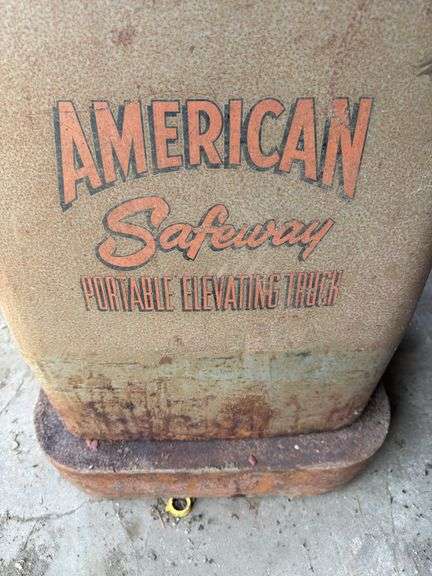 AMERICAN
Safeway
PORTABLE ELEVATING TRUCK